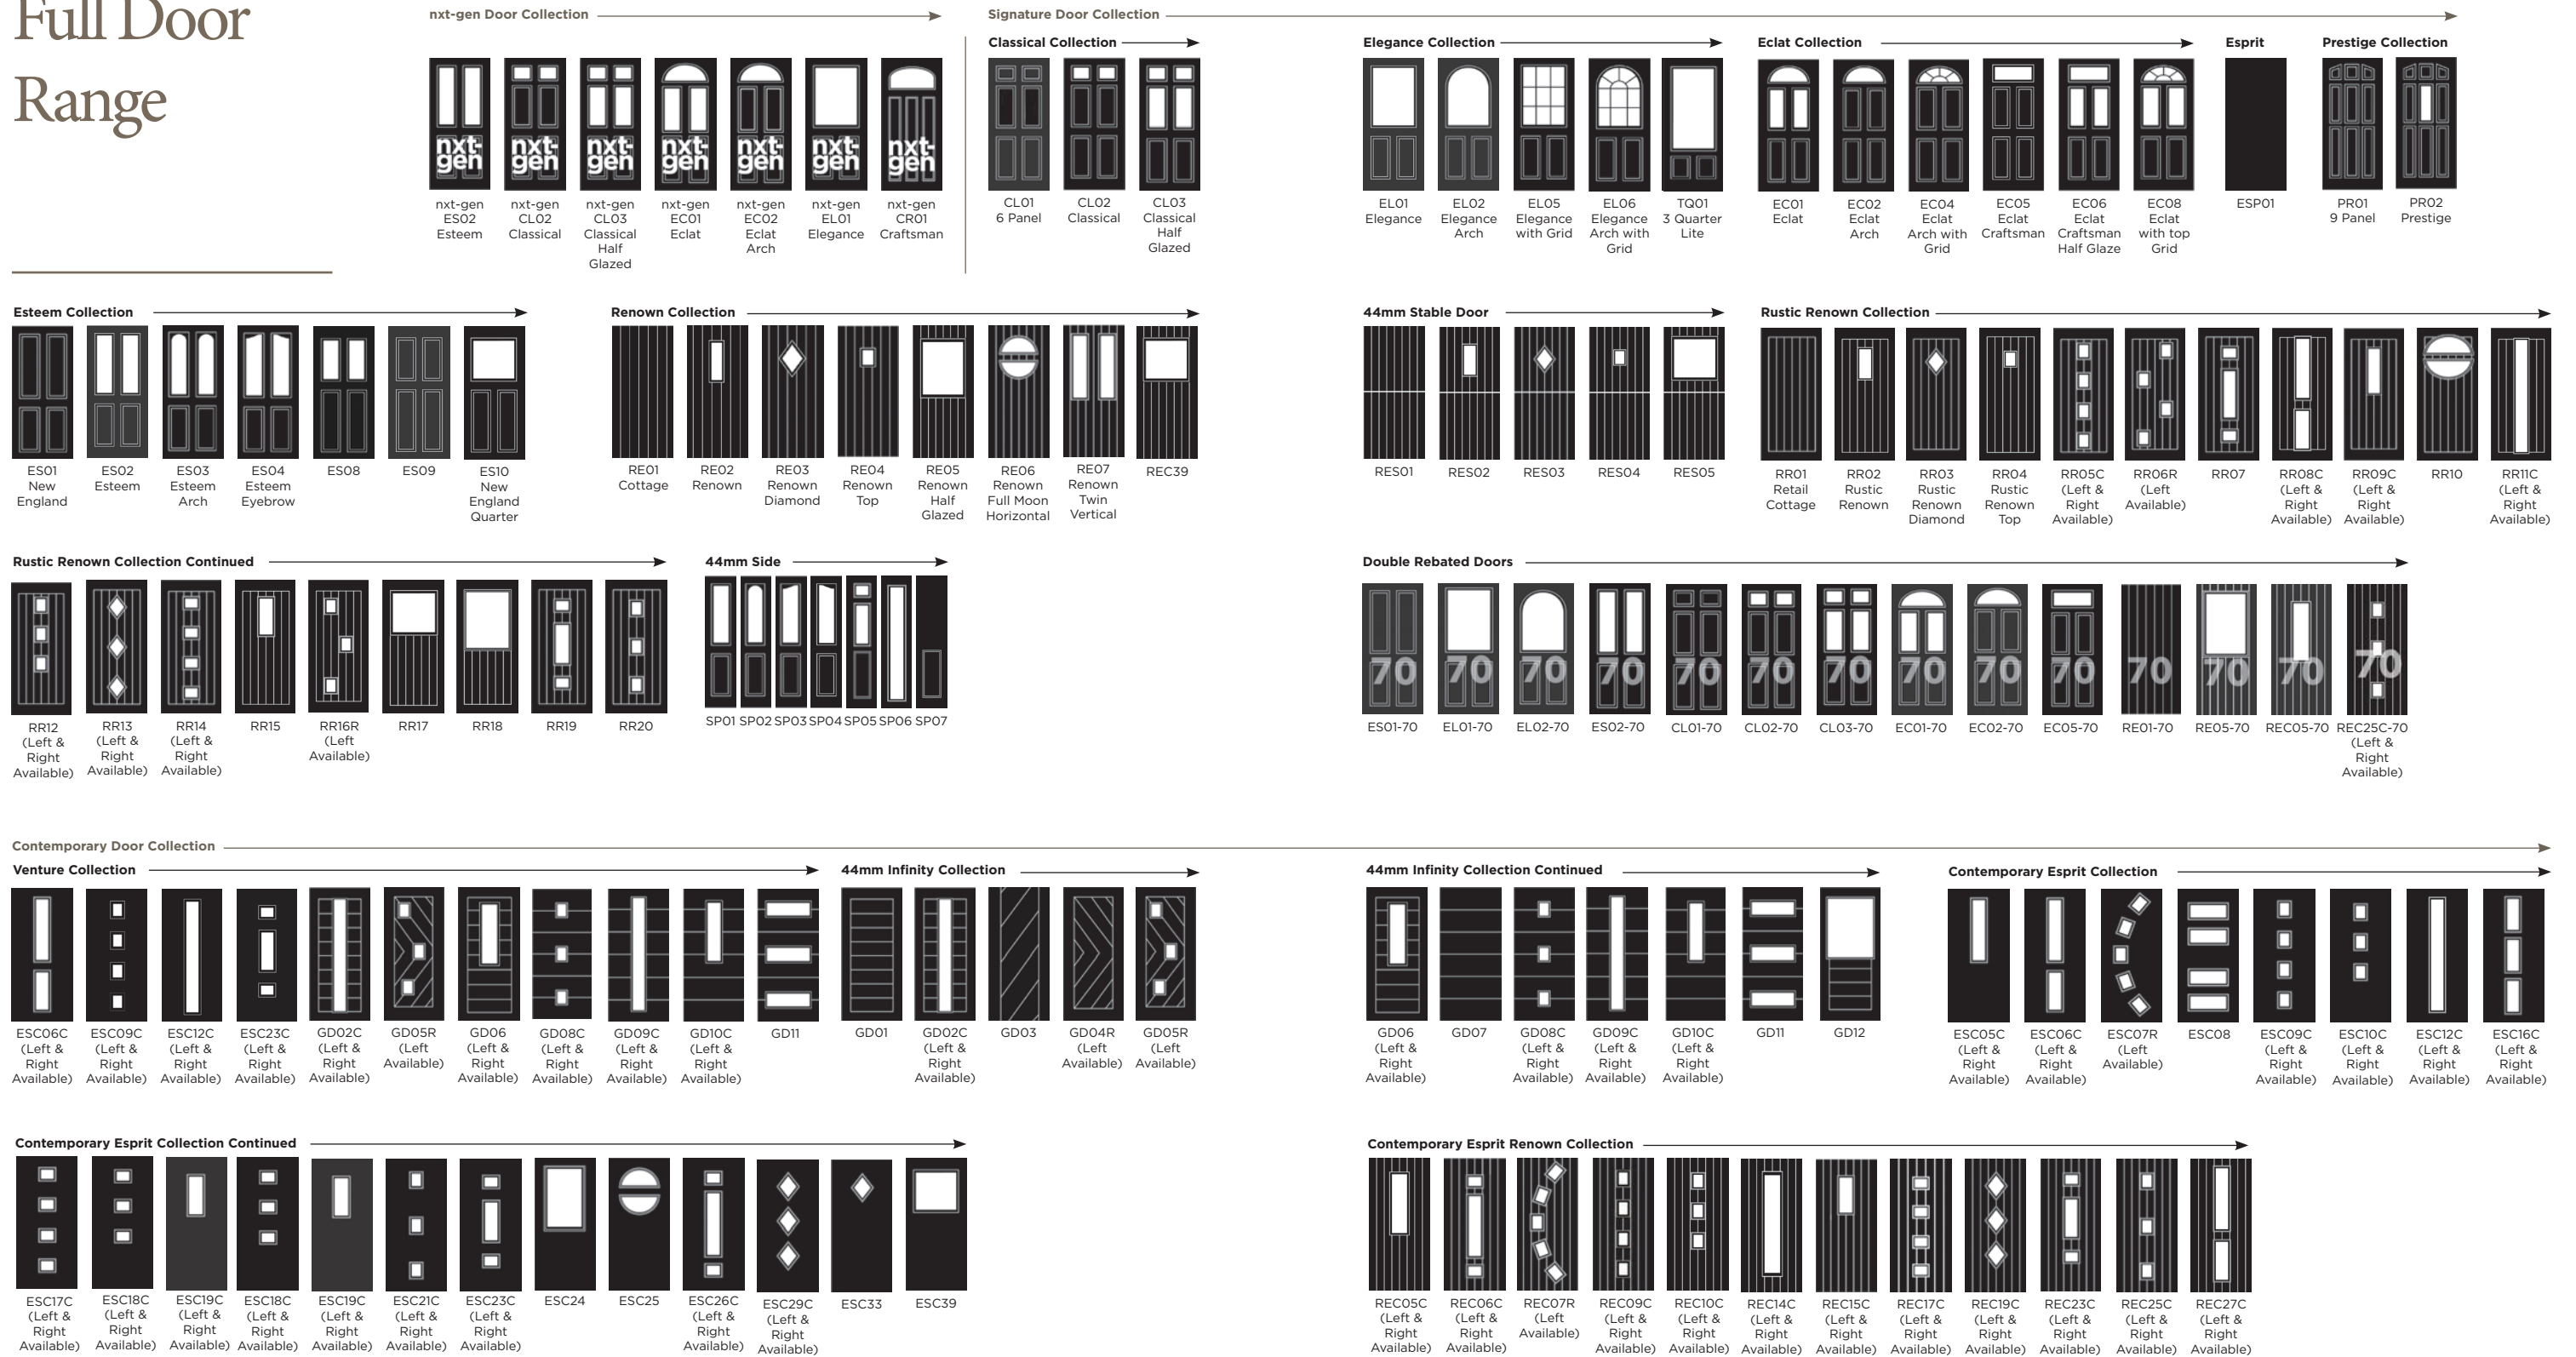 Full Door
Range
nxt-gen Door Collection
nxt-
gen
nxt-
gen
nxt-
gen
nxt-
gen
nxt-
gen
nxt-
gen
nxt-
gen
nxt-gen
ES02
Esteem
nxt-gen
CL02
Classical
nxt-gen
CL03
Classical
Half
Glazed
nxt-gen
EC01
Eclat
nxt-gen
EC02
Eclat
Arch
nxt-gen
EL01
Elegance
nxt-gen
CR01
Craftsman
Signature Door Collection
Classical Collection
CL01
6 Panel
CL02
Classical
CL03
Classical
Half
Glazed
Elegance Collection
EL01
Elegance
EL02
Elegance
Arch
EL05
Elegance
with Grid
EL06
Elegance
Arch with
Grid
TQ01
3 Quarter
Lite
Eclat Collection
EC01
Eclat
EC02
Eclat
Arch
EC04
Eclat
Arch with
Grid
EC05
Eclat
Craftsman
EC06
Eclat
Craftsman
Half Glaze
EC08
Eclat
with top
Grid
Esprit
ESP01
Prestige Collection
PR01
9 Panel
PR02
Prestige
Esteem Collection
ES01
New
England
ES02
Esteem
ES03
Esteem
Arch
ES04
Esteem
Eyebrow
ES08
ES09
ES10
New
England
Quarter
Renown Collection
RE01
Cottage
RE02
Renown
RE03
Renown
Diamond
RE04
Renown
Top
RE05
Renown
Half
Glazed
RE06
Renown
Full Moon
Horizontal
RE07
Renown
Twin
Vertical
REC39
44mm Stable Door
RES01
RES02
RES03
RES04
RES05
Rustic Renown Collection
RR01
Retail
Cottage
RR02
Rustic
Renown
RR03
Rustic
Renown
Diamond
RR04
Rustic
Renown
Top
RR05C
(Left &
Right
Available)
RR06R
(Left
Available)
RR07
RR08C
(Left &
Right
Available)
RR09C
(Left &
Right
Available)
RR10
RR11C
(Left &
Right
Available)
Rustic Renown Collection Continued
RR12
(Left &
Right
Available)
RR13
(Left &
Right
Available)
RR14
(Left &
Right
Available)
RR15
RR16R
(Left
Available)
RR17
RR18
RR19
RR20
44mm Side
SP01 SP02 SP03 SP04 SP05 SP06 SP07
Double Rebated Doors
70
70
70
70
70
70
70
70
70
70
70
70
70
70
ES01-70
EL01-70
EL02-70
ES02-70
CL01-70
CL02-70
CL03-70
EC01-70
EC02-70
EC05-70
RE01-70
RE05-70
REC05-70
REC25C-70
(Left &
Right
Available)
Contemporary Door Collection
Venture Collection
ESC06C
(Left &
Right
Available)
ESC09C
(Left &
Right
Available)
ESC12C
(Left &
Right
Available)
ESC23C
(Left &
Right
Available)
GD02C
(Left &
Right
Available)
GD05R
(Left
Available)
GD06
(Left &
Right
Available)
GD08C
(Left &
Right
Available)
GD09C
(Left &
Right
Available)
GD10C
(Left &
Right
Available)
GD11
44mm Infinity Collection
GD01
GD02C
(Left &
Right
Available)
GD03
GD04R
(Left
Available)
GD05R
(Left
Available)
44mm Infinity Collection Continued
GD06
(Left &
Right
Available)
GD07
GD08C
(Left &
Right
Available)
GD09C
(Left &
Right
Available)
GD10C
(Left &
Right
Available)
GD11
GD12
Contemporary Esprit Collection
ESC05C
(Left &
Right
Available)
ESC06C
(Left &
Right
Available)
ESC07R
(Left
Available)
ESC08
ESC09C
(Left &
Right
Available)
ESC10C
(Left &
Right
Available)
ESC12C
(Left &
Right
Available)
ESC16C
(Left &
Right
Available)
Contemporary Esprit Collection Continued
ESC17C
(Left &
Right
Available)
ESC18C
(Left &
Right
Available)
ESC19C
(Left &
Right
Available)
ESC18C
(Left &
Right
Available)
ESC19C
(Left &
Right
Available)
ESC21C
(Left &
Right
Available)
ESC23C
(Left &
Right
Available)
ESC24
ESC25
ESC26C
(Left &
Right
Available)
ESC29C
(Left &
Right
Available)
ESC33
ESC39
Contemporary Esprit Renown Collection
REC05C
(Left &
Right
Available)
REC06C
(Left &
Right
Available)
REC07R
(Left
Available)
REC09C
(Left &
Right
Available)
REC10C
(Left &
Right
Available)
REC14C
(Left &
Right
Available)
REC15C
(Left &
Right
Available)
REC17C
(Left &
Right
Available)
REC19C
(Left &
Right
Available)
REC23C
(Left &
Right
Available)
REC25C
(Left &
Right
Available)
REC27C
(Left &
Right
Available)